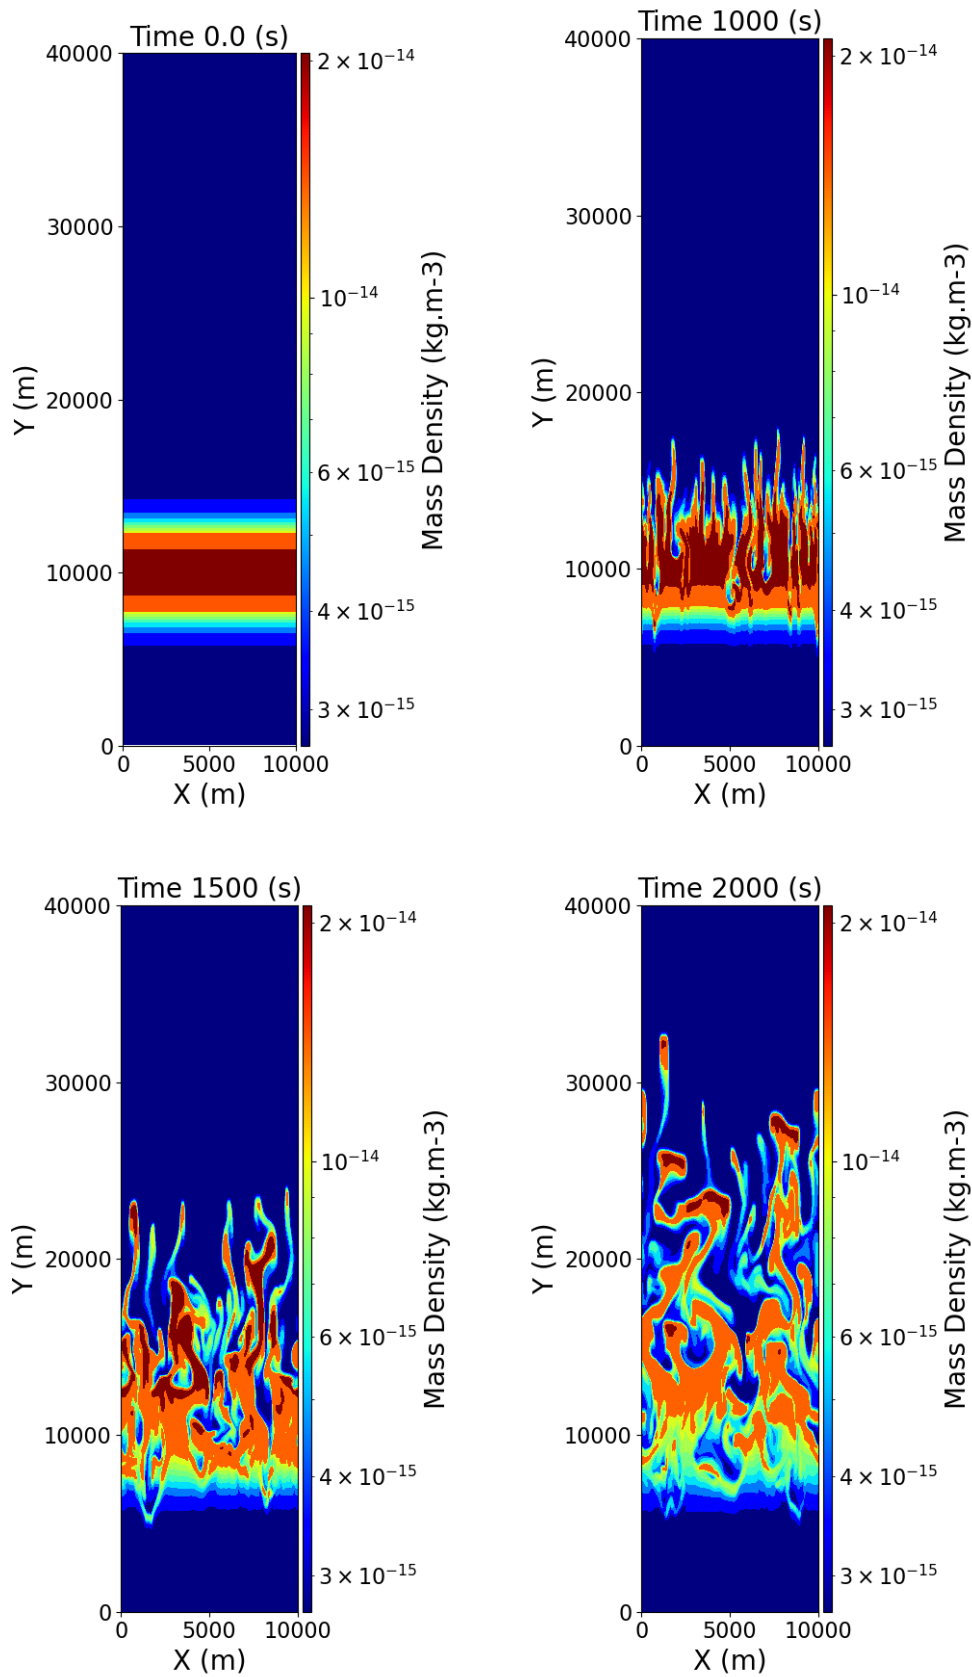 Time 0.0 (s)
40000
30000
20000
10000
0
Y (m)
0
5000
10000
X (m)
2 × 10⁻¹⁴
10⁻¹⁴
6 × 10⁻¹⁵
4 × 10⁻¹⁵
3 × 10⁻¹⁵
Mass Density (kg.m-3)
Time 1000 (s)
40000
30000
20000
10000
0
Y (m)
0
5000
10000
X (m)
2 × 10⁻¹⁴
10⁻¹⁴
6 × 10⁻¹⁵
4 × 10⁻¹⁵
3 × 10⁻¹⁵
Mass Density (kg.m-3)
Time 1500 (s)
40000
30000
20000
10000
0
Y (m)
0
5000
10000
X (m)
2 × 10⁻¹⁴
10⁻¹⁴
6 × 10⁻¹⁵
4 × 10⁻¹⁵
3 × 10⁻¹⁵
Mass Density (kg.m-3)
Time 2000 (s)
40000
30000
20000
10000
0
Y (m)
0
5000
10000
X (m)
2 × 10⁻¹⁴
10⁻¹⁴
6 × 10⁻¹⁵
4 × 10⁻¹⁵
3 × 10⁻¹⁵
Mass Density (kg.m-3)